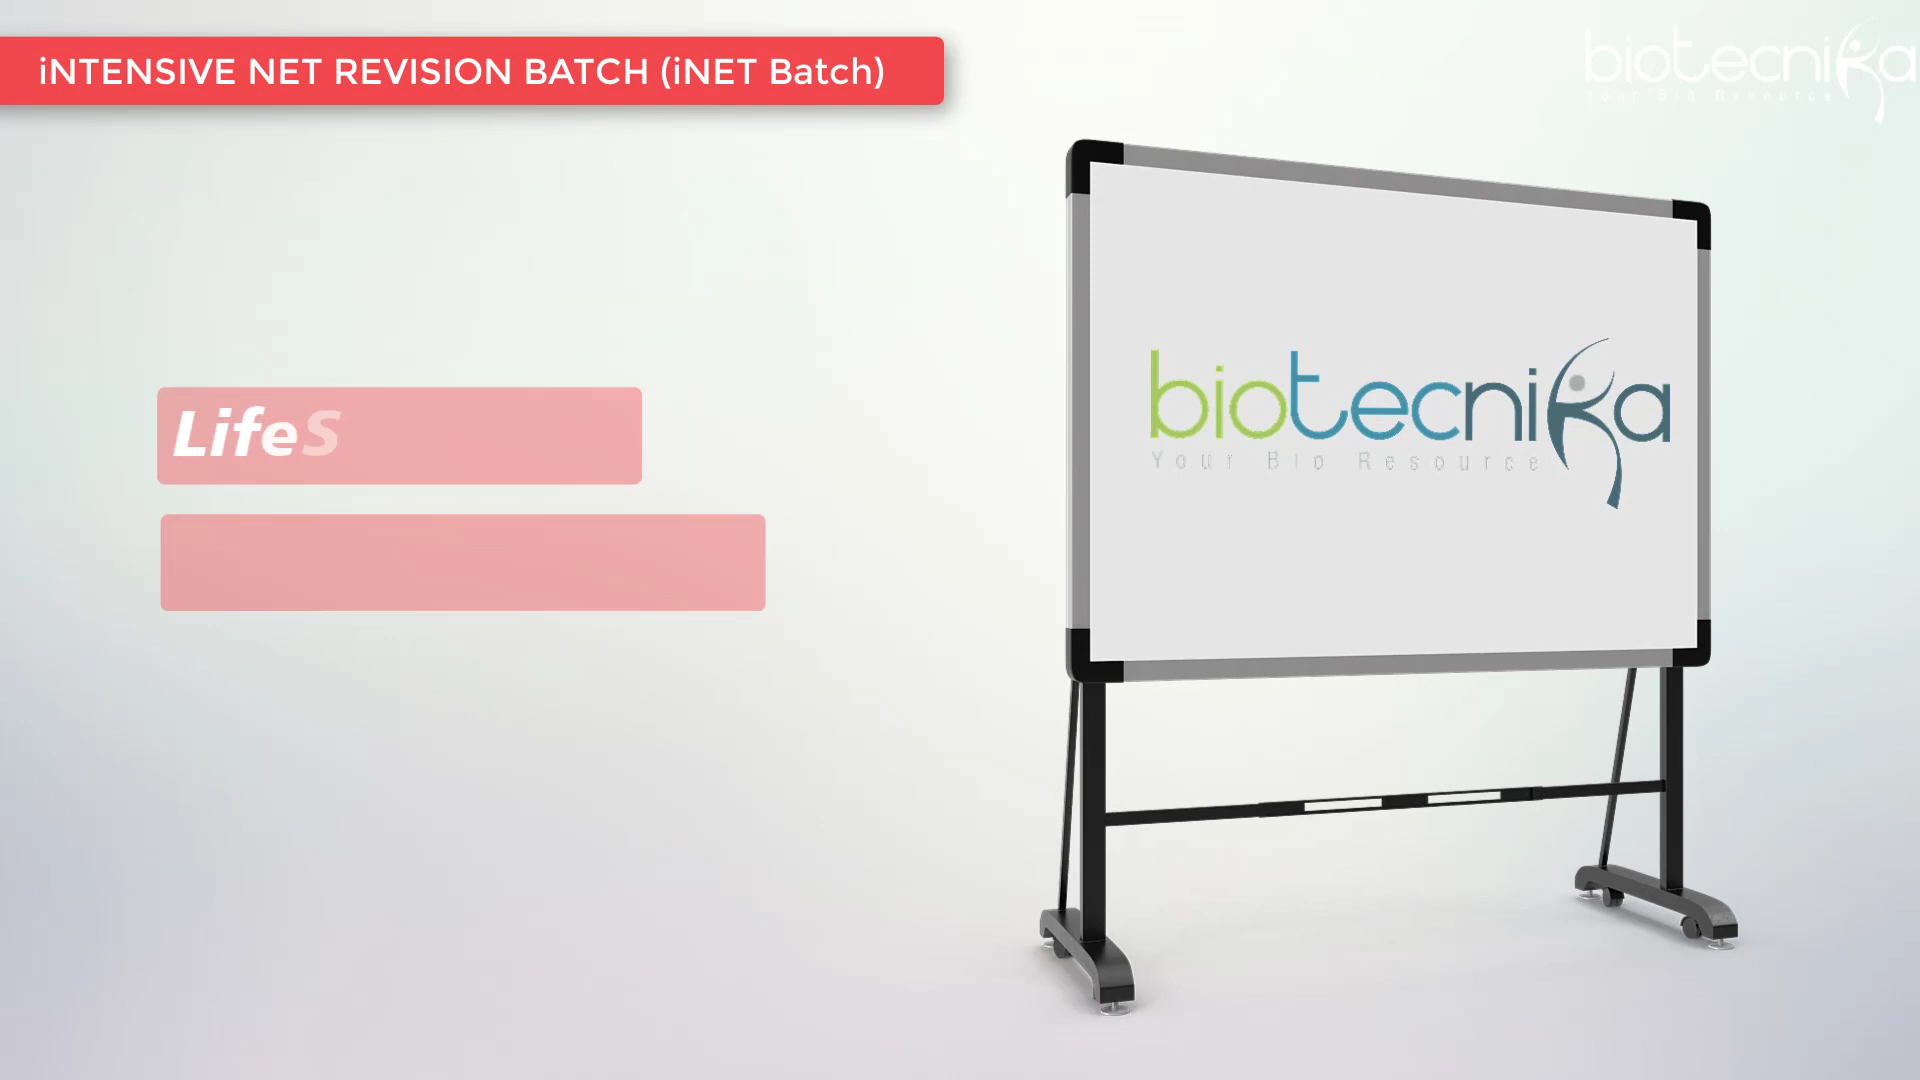 iNTENSIVE NET REVISION BATCH (iNET Batch)
biotecnika
Your Bio Resource
LifeS
biotecnika
Your Bio Resource